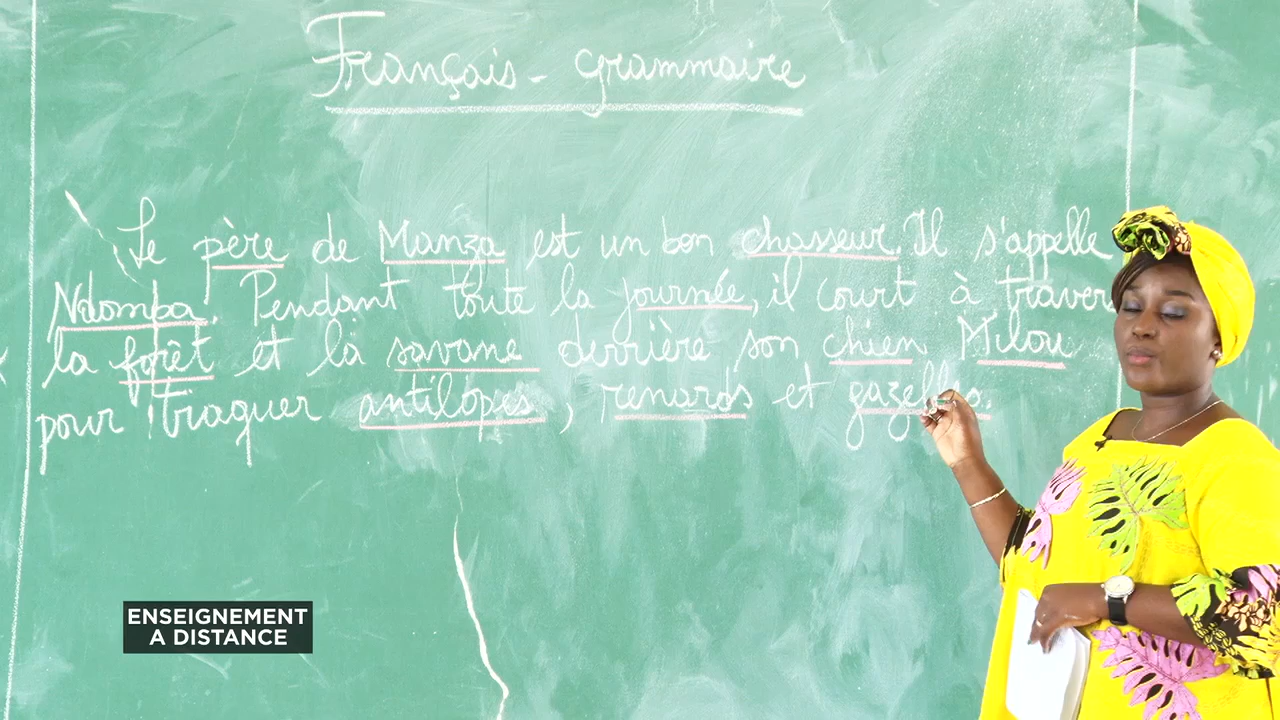 Français - grammaire
Le père de Manza est un bon chasseur. Il s'appelle
Ndomba. Pendant toute la journée, il court à travers
la forêt et la savane derrière son chien Milou
pour traquer antilopes, renards et gazelles.
ENSEIGNEMENT
A DISTANCE